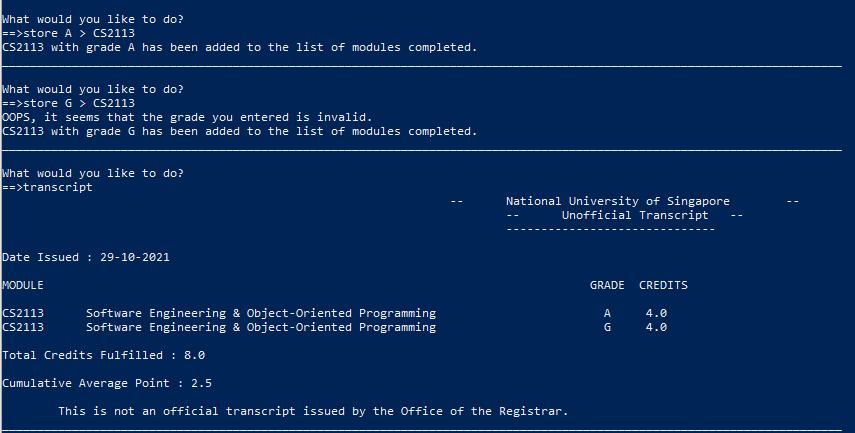 What would you like to do?
==>store A > CS2113
CS2113 with grade A has been added to the list of modules completed.
What would you like to do?
==>store G > CS2113
OOPS, it seems that the grade you entered is invalid.
CS2113 with grade G has been added to the list of modules completed.
What would you like to do?
==>transcript
-- National University of Singapore --
-- Unofficial Transcript --
------------------------------
Date Issued : 29-10-2021
MODULE GRADE CREDITS
CS2113 Software Engineering & Object-Oriented Programming A 4.0
CS2113 Software Engineering & Object-Oriented Programming G 4.0
Total Credits Fulfilled : 8.0
Cumulative Average Point : 2.5
This is not an official transcript issued by the Office of the Registrar.